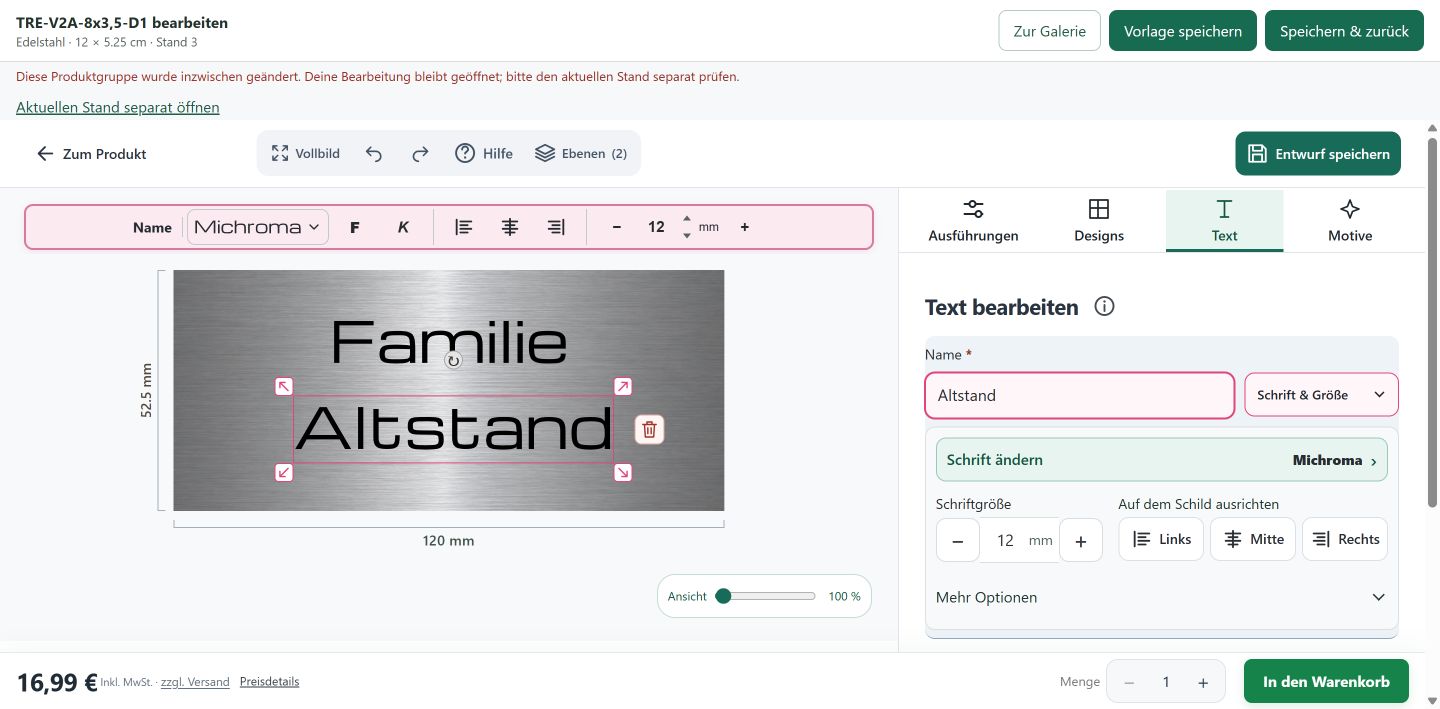 TRE-V2A-8x3,5-D1 bearbeiten
Edelstahl · 12 × 5.25 cm · Stand 3
Zur Galerie
Vorlage speichern
Speichern & zurück
Diese Produktgruppe wurde inzwischen geändert. Deine Bearbeitung bleibt geöffnet; bitte den aktuellen Stand separat prüfen.
Aktuellen Stand separat öffnen
Zum Produkt
Vollbild
Hilfe
Ebenen (2)
Entwurf speichern
Name
Michroma
F
K
− 12 mm +
Ausführungen
Designs
Text
Motive
Familie
Altstand
52.5 mm
120 mm
Ansicht
100 %
Text bearbeiten
Name *
Altstand
Schrift & Größe
Schrift ändern
Michroma ›
Schriftgröße
− 12 mm +
Auf dem Schild ausrichten
Links
Mitte
Rechts
Mehr Optionen
16,99 € Inkl. MwSt. · zzgl. Versand Preisdetails
Menge
− 1 +
In den Warenkorb